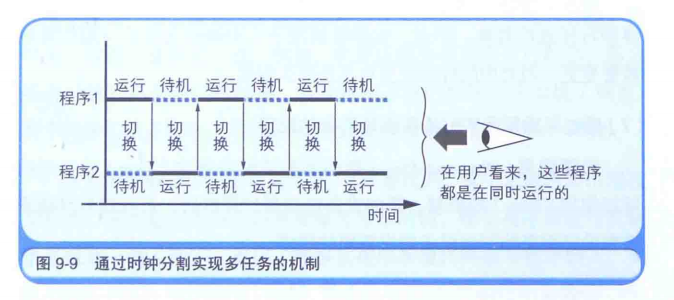 运行 待机 运行 待机 运行 待机
程序1
切换 切换 切换 切换 切换 切换
程序2
待机 运行 待机 运行 待机 运行
时间
在用户看来，这些程序
都是在同时运行的
图 9-9 通过时钟分割实现多任务的机制